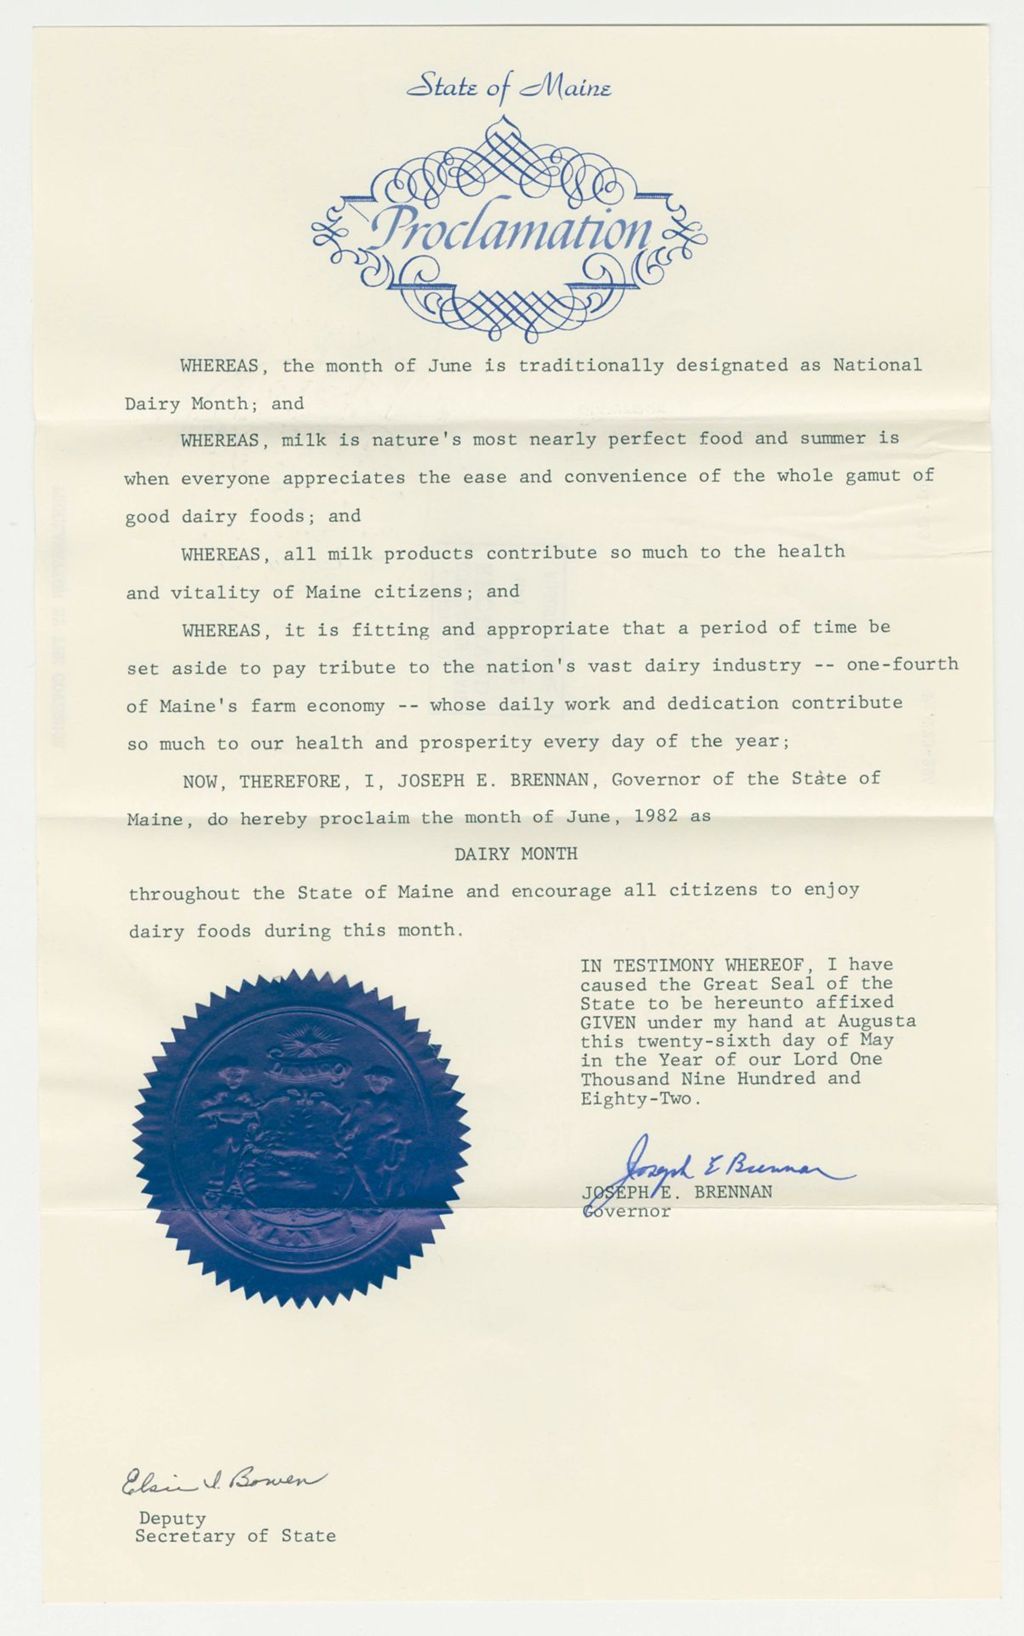 State of Maine
Proclamation
WHEREAS, the month of June is traditionally designated as National
Dairy Month; and
WHEREAS, milk is nature's most nearly perfect food and summer is
when everyone appreciates the ease and convenience of the whole gamut of
good dairy foods; and
WHEREAS, all milk products contribute so much to the health
and vitality of Maine citizens; and
WHEREAS, it is fitting and appropriate that a period of time be
set aside to pay tribute to the nation's vast dairy industry -- one-fourth
of Maine's farm economy -- whose daily work and dedication contribute
so much to our health and prosperity every day of the year;
NOW, THEREFORE, I, JOSEPH E. BRENNAN, Governor of the State of
Maine, do hereby proclaim the month of June, 1982 as
DAIRY MONTH
throughout the State of Maine and encourage all citizens to enjoy
dairy foods during this month.
IN TESTIMONY WHEREOF, I have
caused the Great Seal of the
State to be hereunto affixed
GIVEN under my hand at Augusta
this twenty-sixth day of May
in the Year of our Lord One
Thousand Nine Hundred and
Eighty-Two.
Joseph E Brennan
JOSEPH E. BRENNAN
Governor
DIRIGO
Elsie I. Bowen
Deputy
Secretary of State